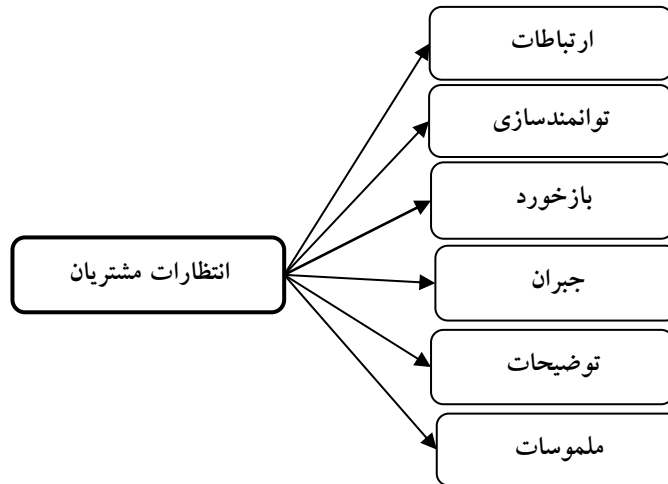 ارتباطات
توانمندسازی
بازخورد
انتظارات مشتریان
جبران
توضیحات
ملموسات